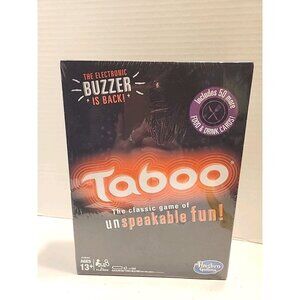 THE ELECTRONIC
BUZZER
IS BACK!
Includes 50 more
FOOD & DRINK CARDS!
Taboo
The classic game of
unspeakable fun!
AGES
13+
Hasbro
Gaming